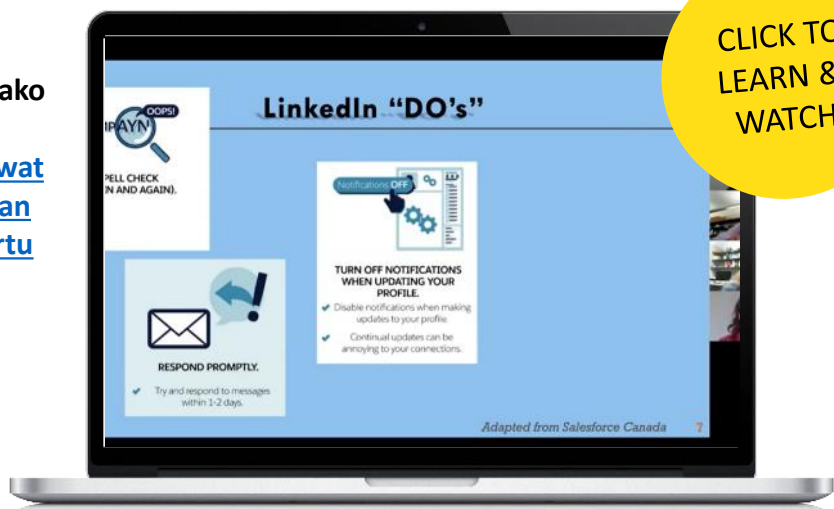 ako
wat
an
rtu
CLICK TO
LEARN &
WATCH
LinkedIn “DO’s”
OOPS!
MPAYN
PELL CHECK
N AND AGAIN).
Notifications OFF
TURN OFF NOTIFICATIONS
WHEN UPDATING YOUR
PROFILE.
✔ Disable notifications when making
updates to your profile.
✔ Continual updates can be
annoying to your connections.
RESPOND PROMPTLY.
✔ Try and respond to messages
within 1-2 days.
Adapted from Salesforce Canada
7